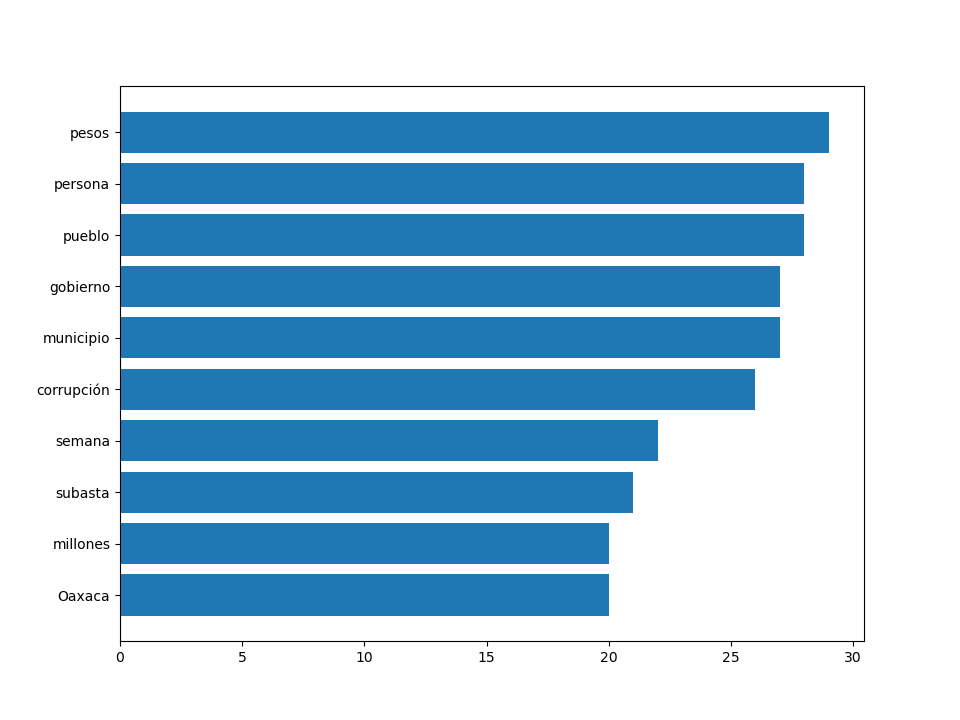 pesos
persona
pueblo
gobierno
municipio
corrupción
semana
subasta
millones
Oaxaca
0 5 10 15 20 25 30